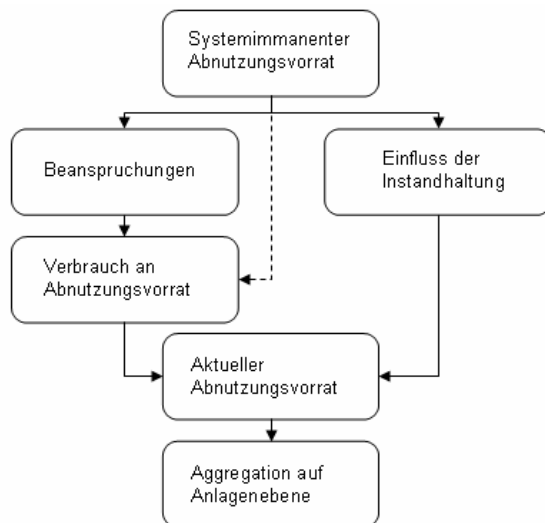 Systemimmanenter
Abnutzungsvorrat
Beanspruchungen
Einfluss der
Instandhaltung
Verbrauch an
Abnutzungsvorrat
Aktueller
Abnutzungsvorrat
Aggregation auf
Anlagenebene